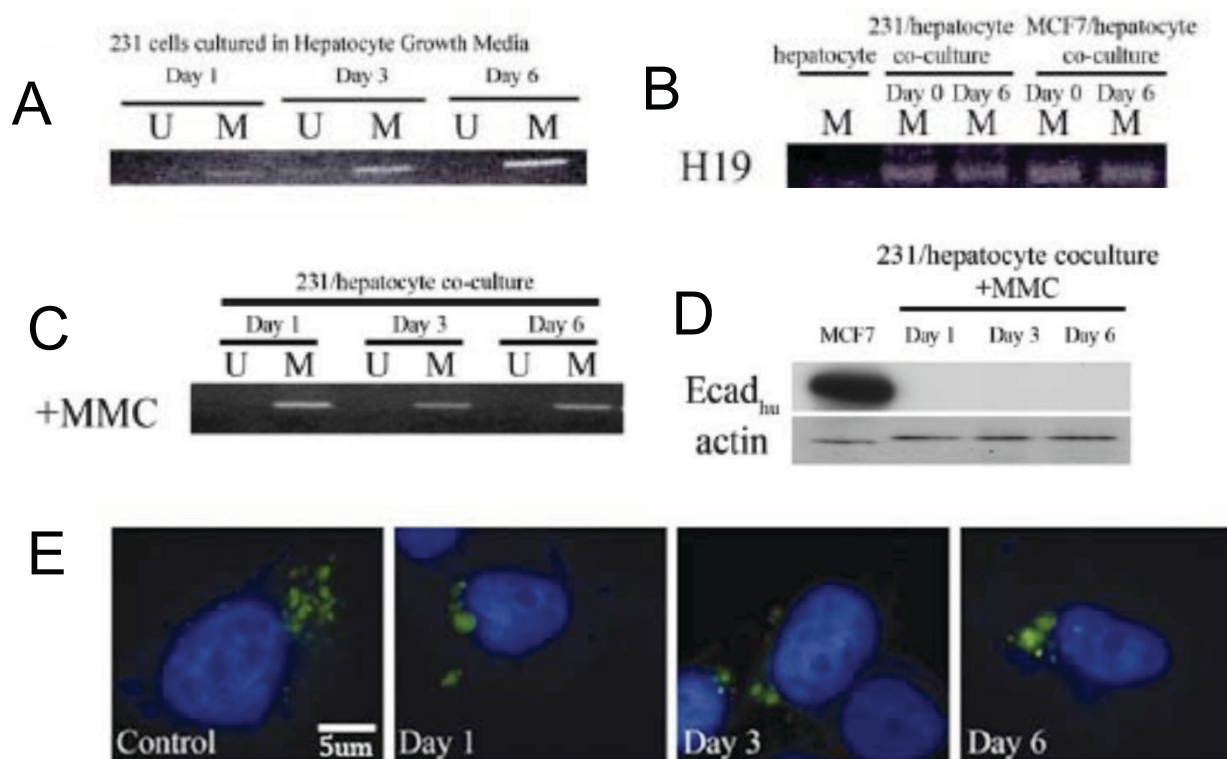 A
231 cells cultured in Hepatocyte Growth Media
Day 1 Day 3 Day 6
U M U M U M
B
231/hepatocyte MCF7/hepatocyte
hepatocyte co-culture co-culture
Day 0 Day 6 Day 0 Day 6
M M M M M
H19
C
231/hepatocyte co-culture
Day 1 Day 3 Day 6
U M U M U M
+MMC
D
231/hepatocyte coculture
+MMC
MCF7 Day 1 Day 3 Day 6
Ecadhu
actin
E
Control 5um Day 1 Day 3 Day 6